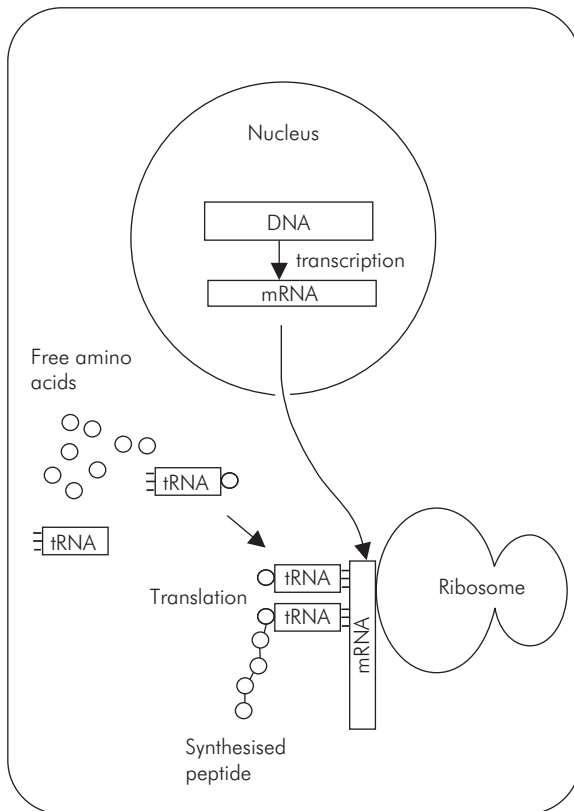 Nucleus
DNA
transcription
mRNA
Free amino
acids
tRNA
tRNA
tRNA
Translation
tRNA
mRNA
Ribosome
Synthesised
peptide